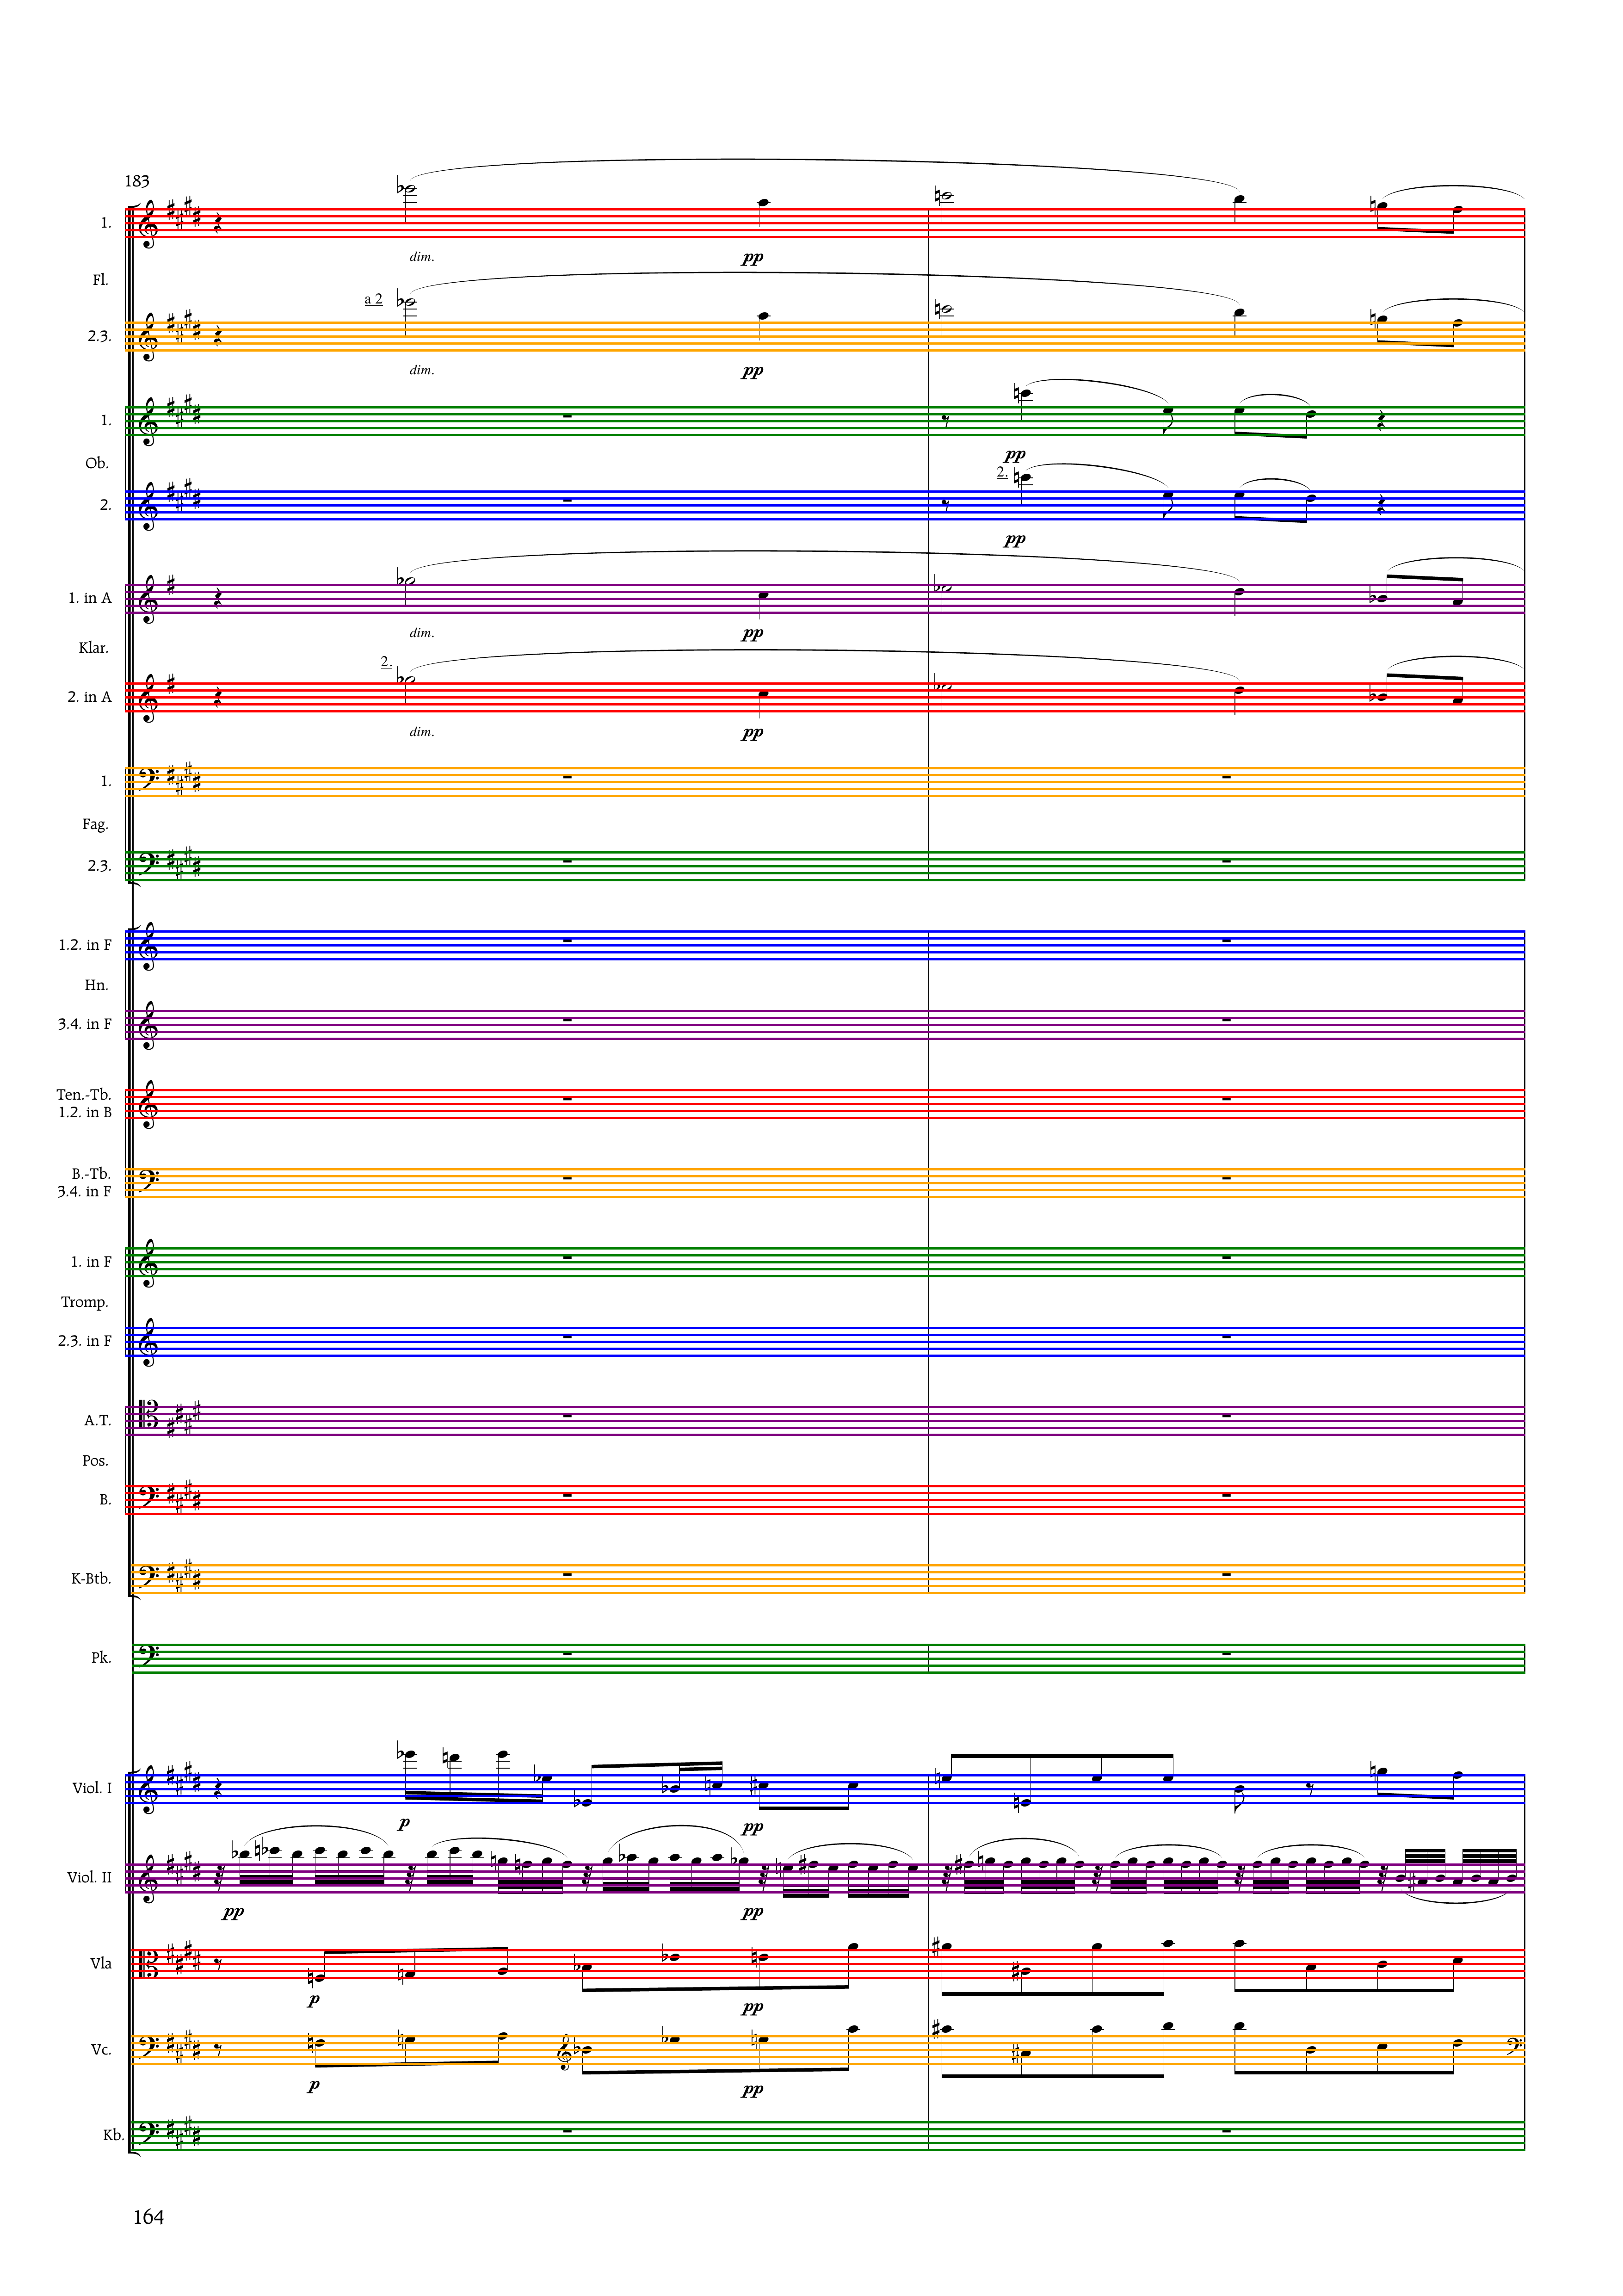 183
1.
dim.
pp
Fl.
a 2
2.3.
dim.
pp
1.
pp
Ob.
2.
2.
pp
1. in A
dim.
pp
Klar.
2.
2. in A
dim.
pp
1.
Fag.
2.3.
1.2. in F
Hn.
3.4. in F
Ten.-Tb.
1.2. in B
B.-Tb.
3.4. in F
1. in F
Tromp.
2.3. in F
A.T.
Pos.
B.
K-Btb.
Pk.
Viol. I
p
pp
Viol. II
pp
pp
Vla
p
pp
Vc.
p
pp
Kb.
164